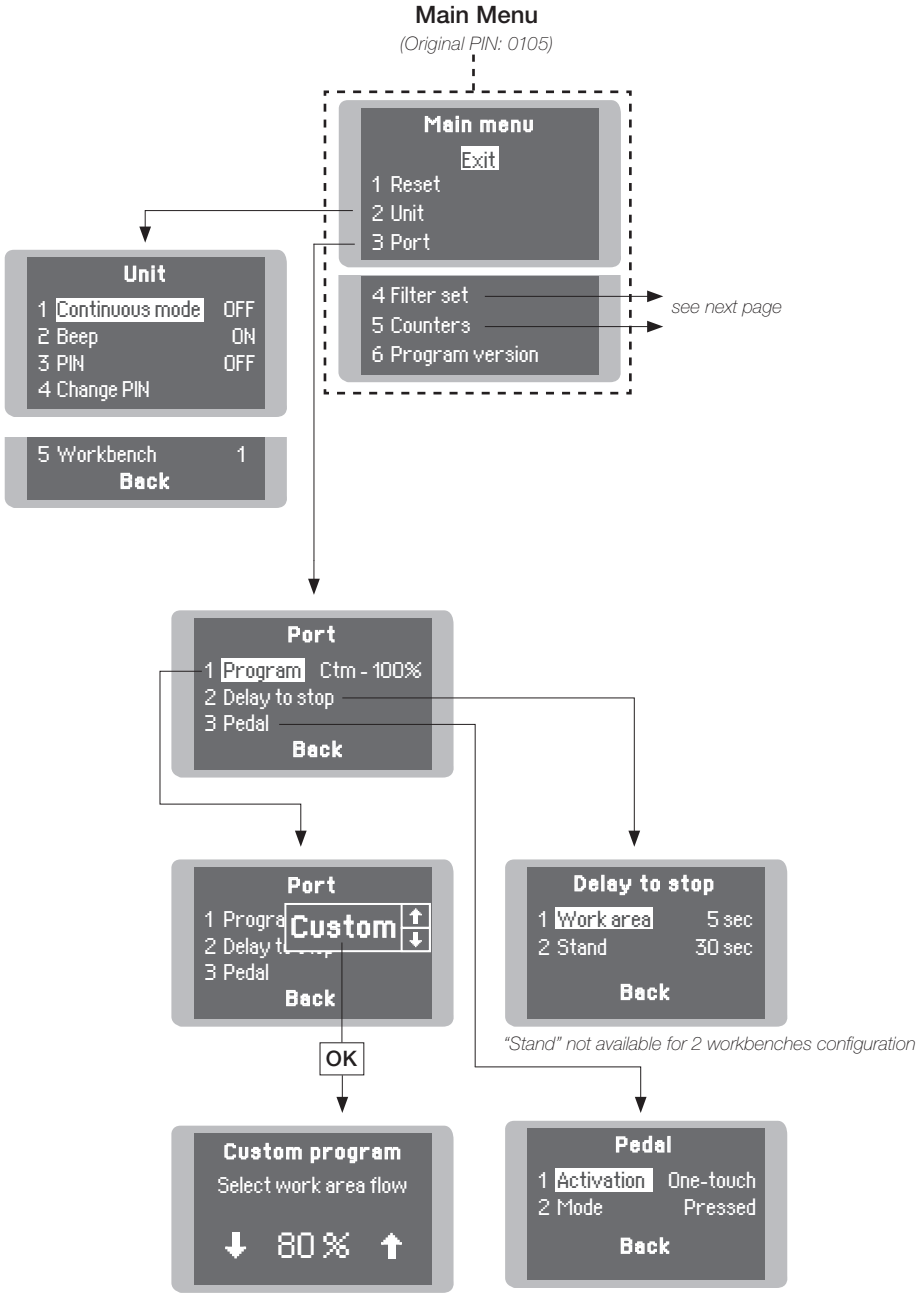 Main Menu
(Original PIN: 0105)
Main menu
Exit
1 Reset
2 Unit
3 Port
4 Filter set
5 Counters
6 Program version
see next page
Unit
1 Continuous mode OFF
2 Beep ON
3 PIN OFF
4 Change PIN
5 Workbench 1
Back
Port
1 Program Ctm - 100%
2 Delay to stop
3 Pedal
Back
Port
1 Progra
Custom
2 Delay to stop
3 Pedal
Back
OK
Delay to stop
1 Work area 5 sec
2 Stand 30 sec
Back
"Stand" not available for 2 workbenches configuration
Custom program
Select work area flow
80 %
Pedal
1 Activation One-touch
2 Mode Pressed
Back